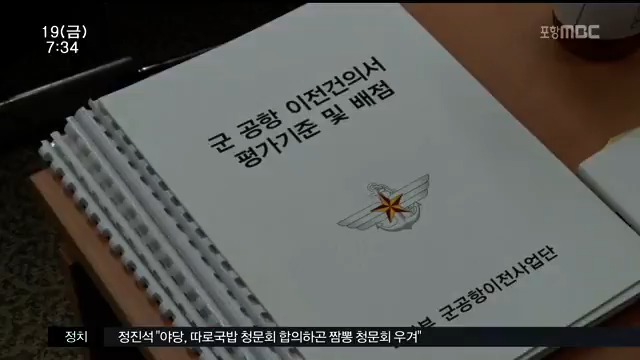 19(금)
7:34
포항MBC
군 공항 이전건의서
평가기준 및 배점
군공항이전사업단
정치 정진석 "야당, 따로국밥 청문회 합의하곤 짬뽕 청문회 우겨"